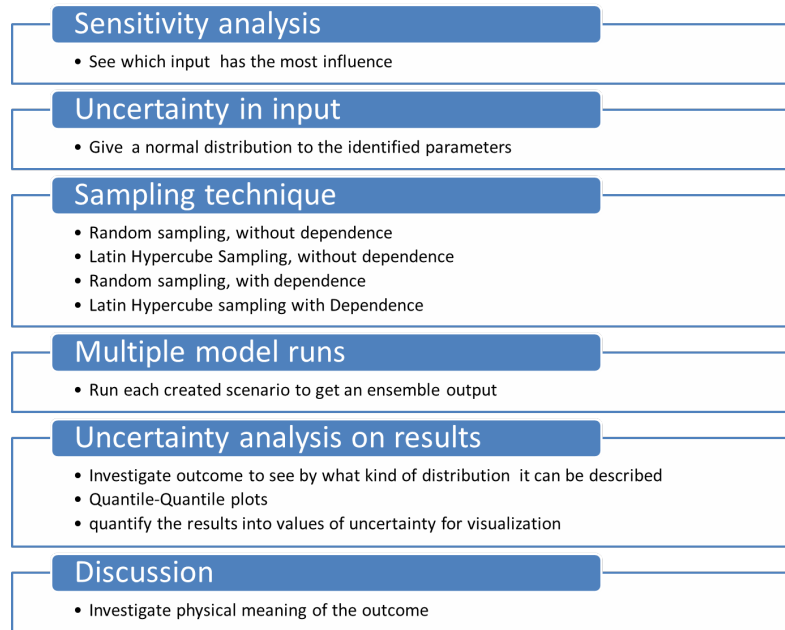 Sensitivity analysis
• See which input has the most influence
Uncertainty in input
• Give a normal distribution to the identified parameters
Sampling technique
• Random sampling, without dependence
• Latin Hypercube Sampling, without dependence
• Random sampling, with dependence
• Latin Hypercube sampling with Dependence
Multiple model runs
• Run each created scenario to get an ensemble output
Uncertainty analysis on results
• Investigate outcome to see by what kind of distribution it can be described
• Quantile-Quantile plots
• quantify the results into values of uncertainty for visualization
Discussion
• Investigate physical meaning of the outcome